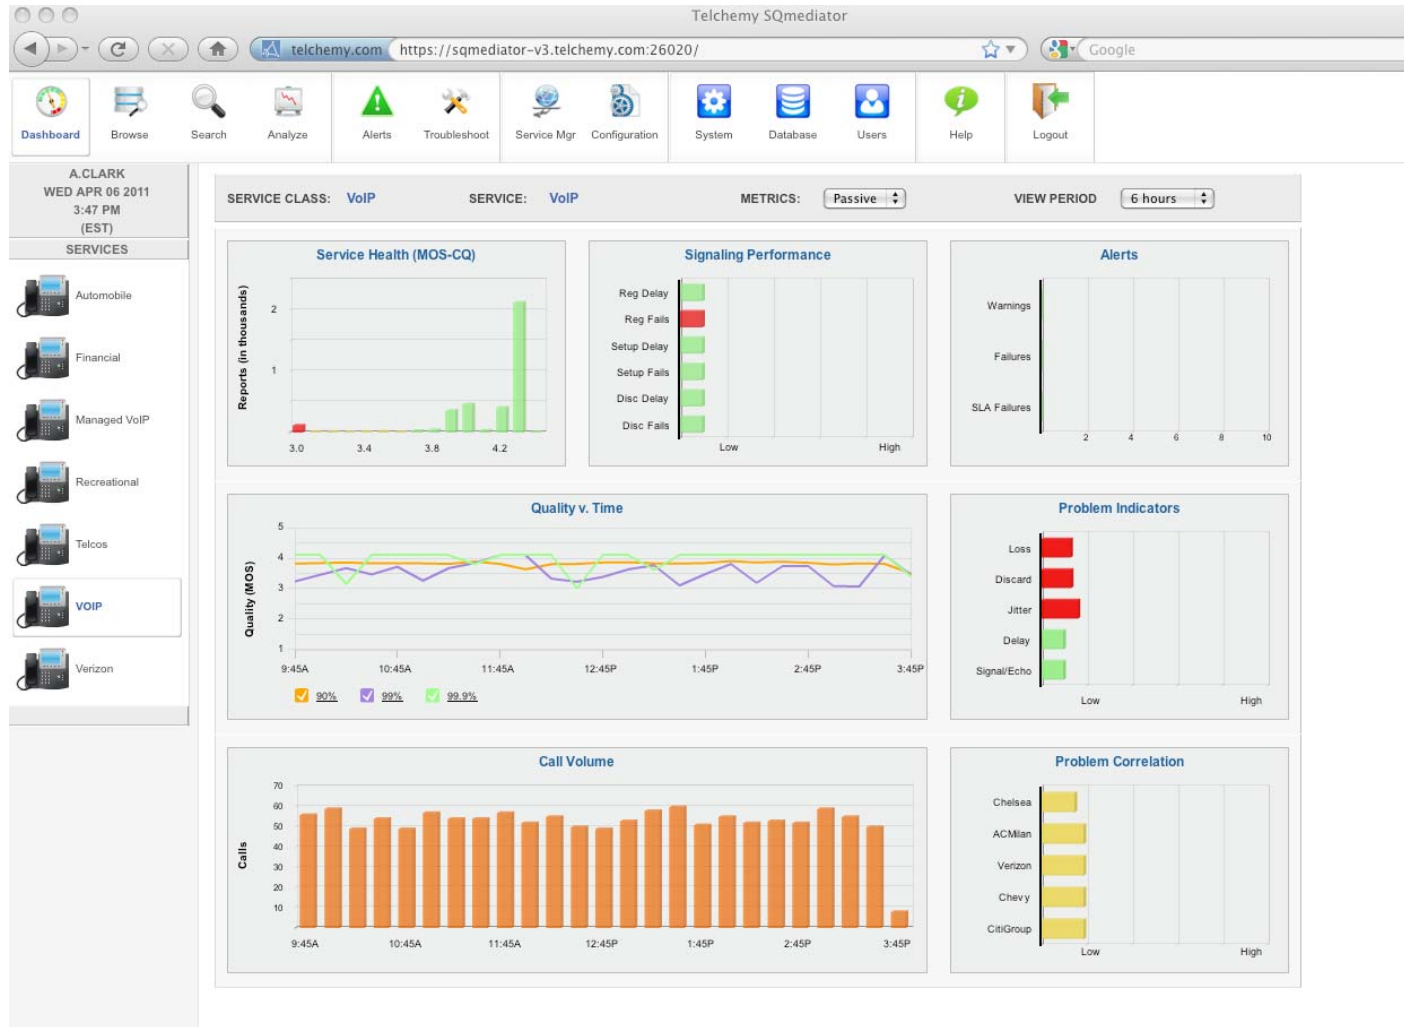 Telchemy SQmediator
telchemy.com https://sqmediator-v3.telchemy.com:26020/ Google
Dashboard Browse Search Analyze Alerts Troubleshoot Service Mgr Configuration System Database Users Help Logout
A.CLARK
WED APR 06 2011
3:47 PM
(EST)
SERVICES
Automobile
Financial
Managed VoIP
Recreational
Telcos
VOIP
Verizon
SERVICE CLASS: VoIP SERVICE: VoIP METRICS: Passive VIEW PERIOD 6 hours
Service Health (MOS-CQ)
Reports (in thousands)
2
1
3.0 3.4 3.8 4.2
Signaling Performance
Reg Delay
Reg Fails
Setup Delay
Setup Fails
Disc Delay
Disc Fails
Low High
Alerts
Warnings
Failures
SLA Failures
2 4 6 8 10
Quality v. Time
Quality (MOS)
5
4
3
2
1
9:45A 10:45A 11:45A 12:45P 1:45P 2:45P 3:45P
90% 99% 99.9%
Problem Indicators
Loss
Discard
Jitter
Delay
Signal/Echo
Low High
Call Volume
Calls
70
60
50
40
30
20
10
9:45A 10:45A 11:45A 12:45P 1:45P 2:45P 3:45P
Problem Correlation
Chelsea
ACMilan
Verizon
Chevy
CitiGroup
Low High